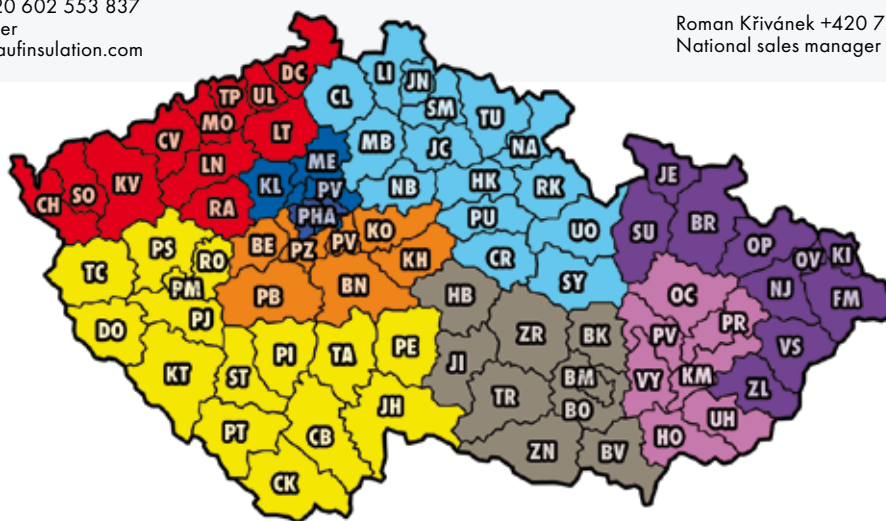 20 602 553 837
er
aufinsulation.com
Roman Křivánek +420 7
National sales manager
DC
LI
JN
TP
UL
CL
SM
MO
LT
TU
CV
MB
JC
NA
LN
ME
KL
PV
NB
HK
RK
JE
CH
SO
KV
RA
PHA
PU
UO
SU
BR
PS
BE
PZ
PV
KO
OP
TC
RO
KH
CR
OV
KI
PM
PB
BN
HB
SY
OC
NJ
FM
DO
PJ
ZR
BK
PV
PR
VS
KT
ST
PI
TA
PE
JI
BM
VY
KM
ZL
TR
BO
JH
UH
PT
CB
HO
ZN
BV
CK